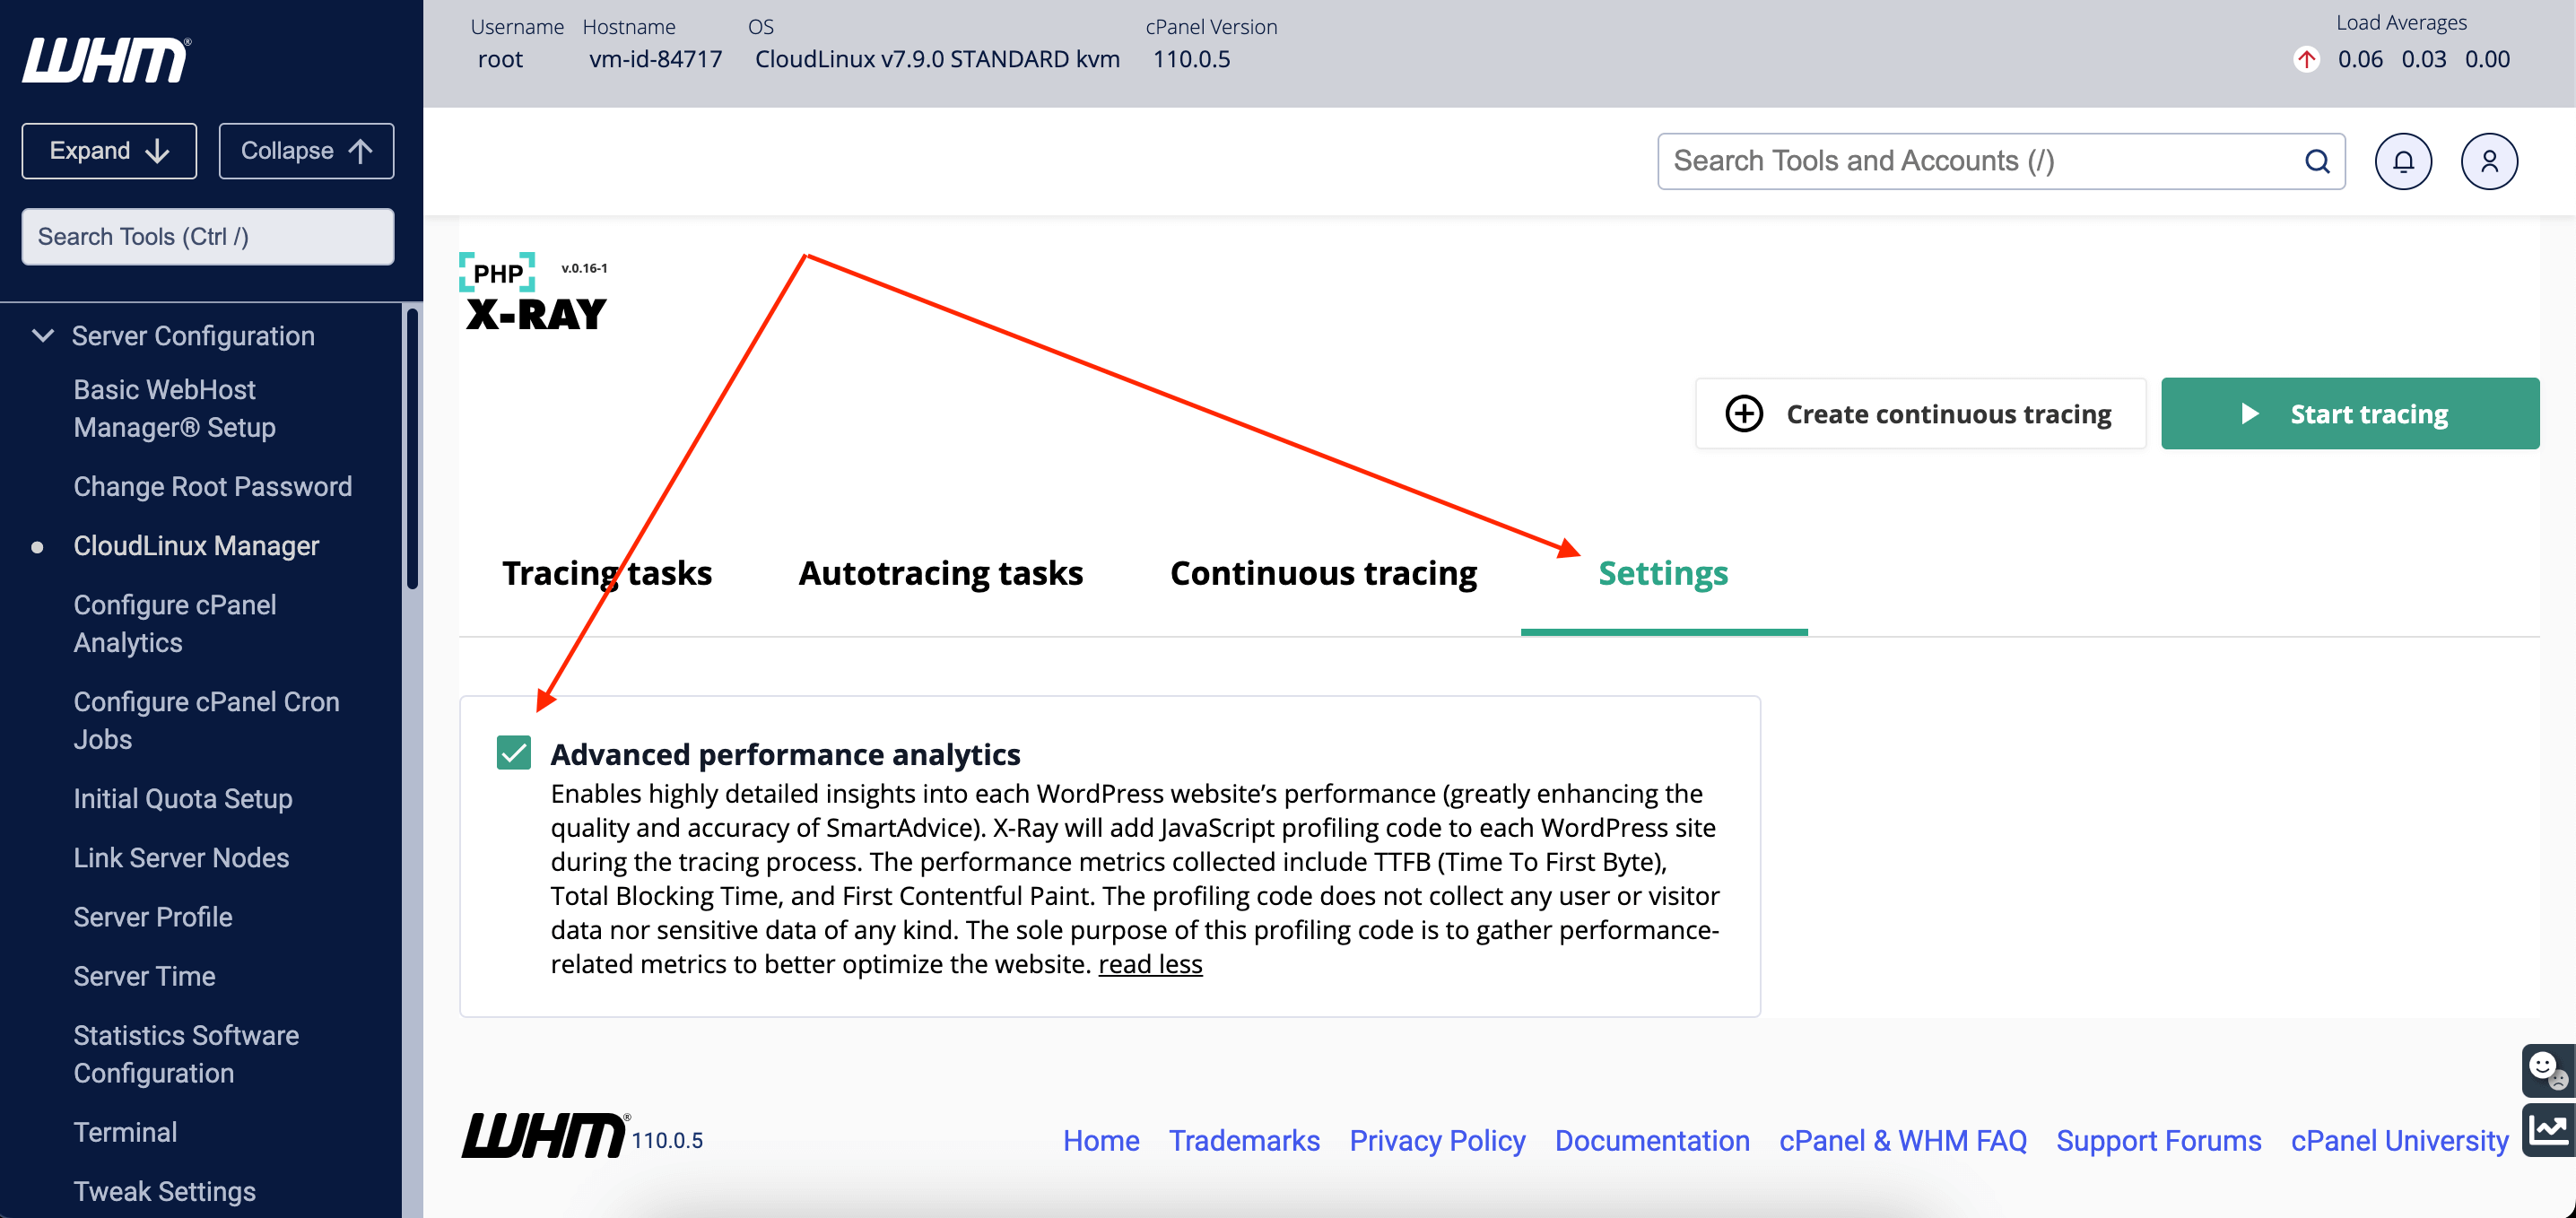 WHM®
Expand
Collapse
Search Tools (Ctrl /)
Server Configuration
Basic WebHost
Manager® Setup
Change Root Password
CloudLinux Manager
Configure cPanel
Analytics
Configure cPanel Cron
Jobs
Initial Quota Setup
Link Server Nodes
Server Profile
Server Time
Statistics Software
Configuration
Terminal
Tweak Settings
Username Hostname OS cPanel Version Load Averages
root vm-id-84717 CloudLinux v7.9.0 STANDARD kvm 110.0.5 0.06 0.03 0.00
Search Tools and Accounts (/)
PHP v.0.16-1
X-RAY
Create continuous tracing Start tracing
Tracing tasks Autotracing tasks Continuous tracing Settings
Advanced performance analytics
Enables highly detailed insights into each WordPress website’s performance (greatly enhancing the
quality and accuracy of SmartAdvice). X-Ray will add JavaScript profiling code to each WordPress site
during the tracing process. The performance metrics collected include TTFB (Time To First Byte),
Total Blocking Time, and First Contentful Paint. The profiling code does not collect any user or visitor
data nor sensitive data of any kind. The sole purpose of this profiling code is to gather performance-
related metrics to better optimize the website. read less
WHM® 110.0.5 Home Trademarks Privacy Policy Documentation cPanel & WHM FAQ Support Forums cPanel University